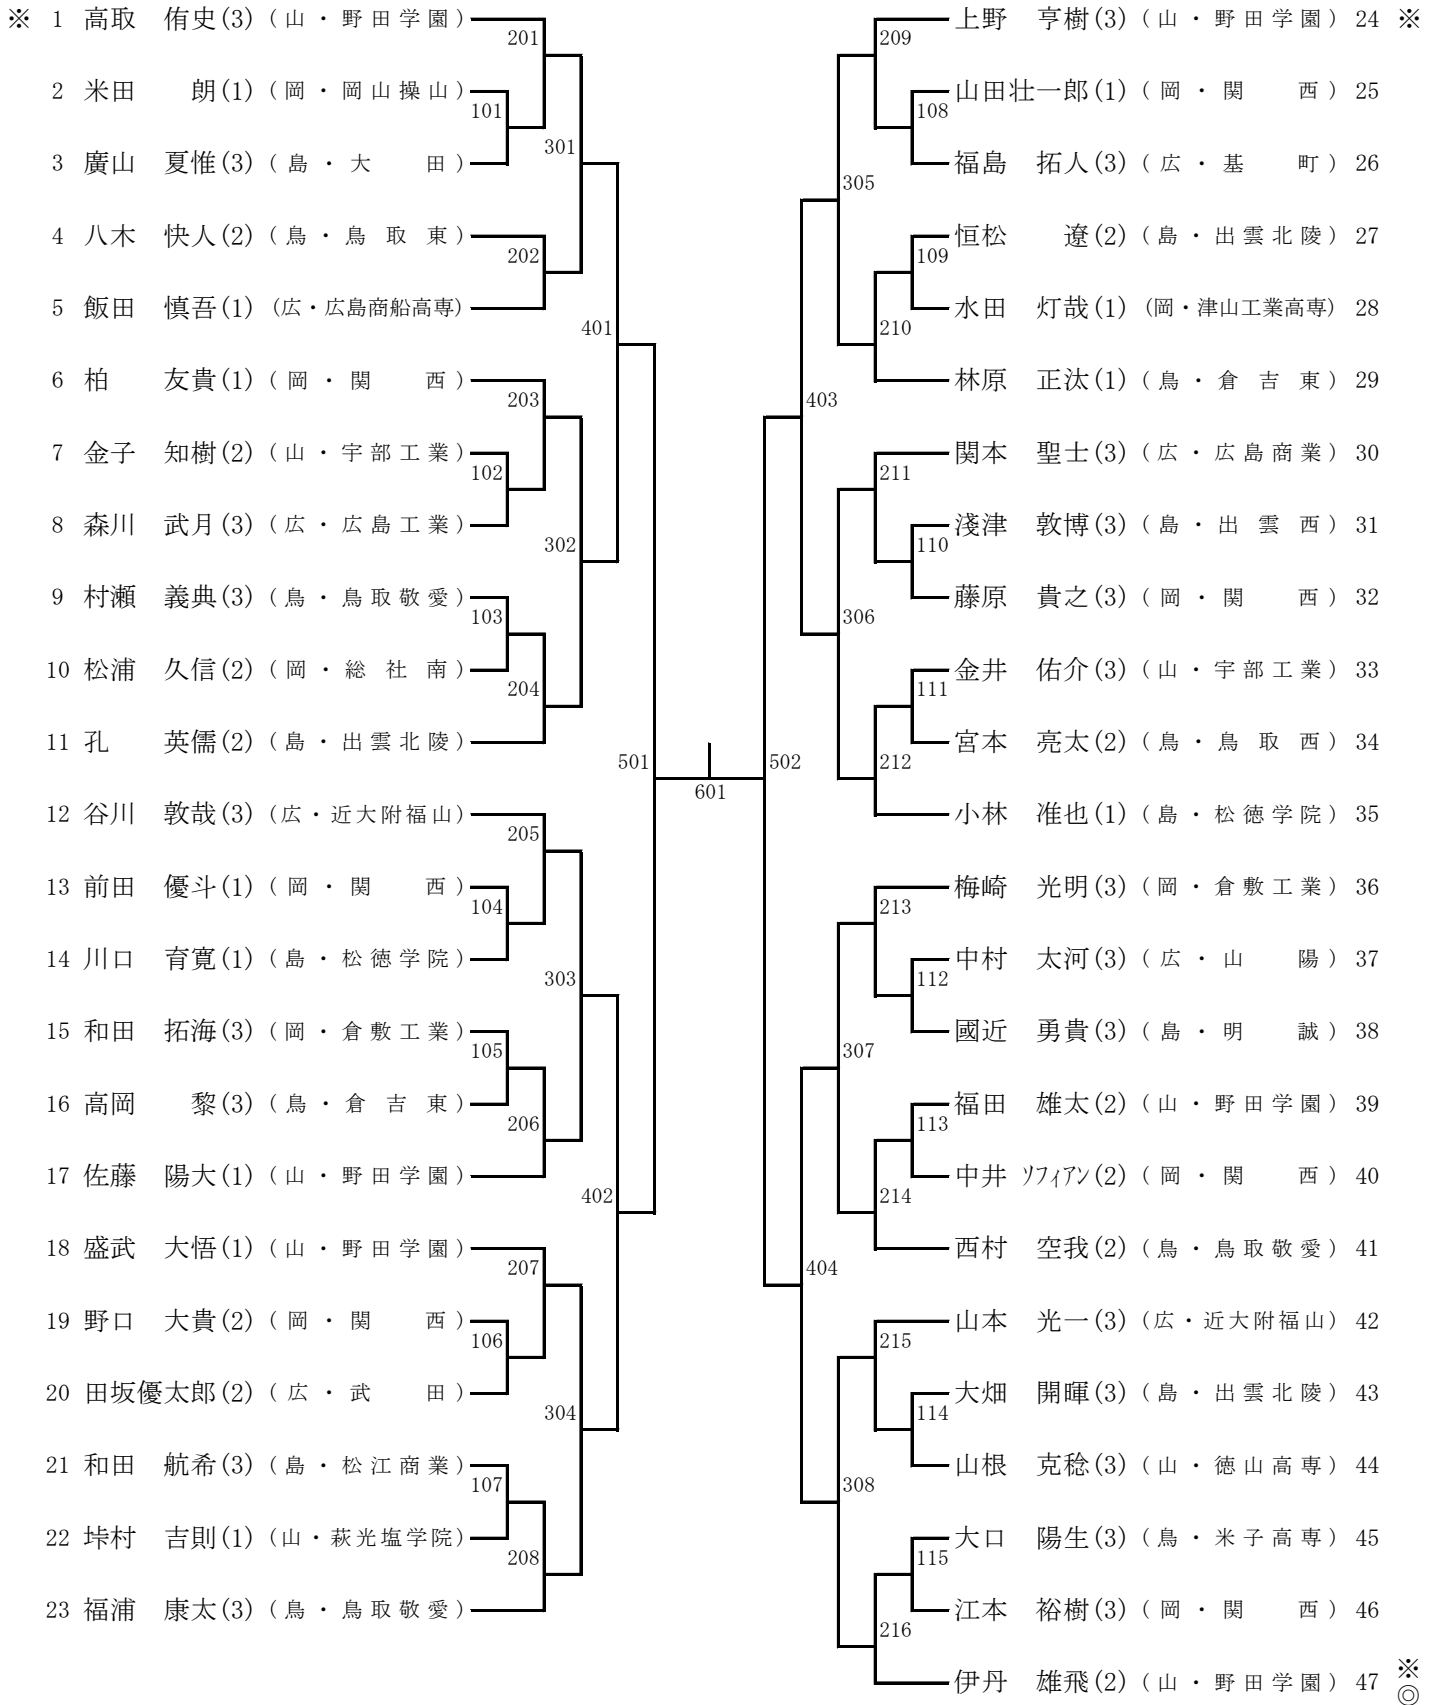 ※ 1 高取　侑史(3) (山・野田学園)
201
2 米田　　朗(1) (岡・岡山操山)
101
301
3 廣山　夏惟(3) (島・大　田)
4 八木　快人(2) (鳥・鳥取東)
202
5 飯田　慎吾(1) (広・広島商船高専)
401
6 柏　　友貴(1) (岡・関　西)
203
7 金子　知樹(2) (山・宇部工業)
102
8 森川　武月(3) (広・広島工業)
302
9 村瀬　義典(3) (鳥・鳥取敬愛)
103
10 松浦　久信(2) (岡・総社南)
204
11 孔　　英儒(2) (島・出雲北陵)
501
12 谷川　敦哉(3) (広・近大附福山)
205
13 前田　優斗(1) (岡・関　西)
104
14 川口　育寛(1) (島・松徳学院)
303
15 和田　拓海(3) (岡・倉敷工業)
105
16 高岡　　黎(3) (鳥・倉吉東)
206
17 佐藤　陽大(1) (山・野田学園)
402
18 盛武　大悟(1) (山・野田学園)
207
19 野口　大貴(2) (岡・関　西)
106
20 田坂優太郎(2) (広・武　田)
304
21 和田　航希(3) (島・松江商業)
107
22 垰村　吉則(1) (山・萩光塩学院)
208
23 福浦　康太(3) (鳥・鳥取敬愛)
601
上野　亨樹(3) (山・野田学園) 24 ※
209
山田壮一郎(1) (岡・関　西) 25
108
福島　拓人(3) (広・基　町) 26
305
恒松　　遼(2) (島・出雲北陵) 27
109
水田　灯哉(1) (岡・津山工業高専) 28
210
林原　正汰(1) (鳥・倉吉東) 29
403
関本　聖士(3) (広・広島商業) 30
211
淺津　敦博(3) (島・出雲西) 31
110
藤原　貴之(3) (岡・関　西) 32
306
金井　佑介(3) (山・宇部工業) 33
111
宮本　亮太(2) (鳥・鳥取西) 34
212
502
小林　准也(1) (島・松徳学院) 35
梅崎　光明(3) (岡・倉敷工業) 36
213
中村　太河(3) (広・山　陽) 37
112
國近　勇貴(3) (島・明　誠) 38
307
福田　雄太(2) (山・野田学園) 39
113
中井 ソフィアン(2) (岡・関　西) 40
214
西村　空我(2) (鳥・鳥取敬愛) 41
404
山本　光一(3) (広・近大附福山) 42
215
大畑　開暉(3) (島・出雲北陵) 43
114
山根　克稔(3) (山・徳山高専) 44
308
大口　陽生(3) (鳥・米子高専) 45
115
江本　裕樹(3) (岡・関　西) 46
216
伊丹　雄飛(2) (山・野田学園) 47 ※
◎